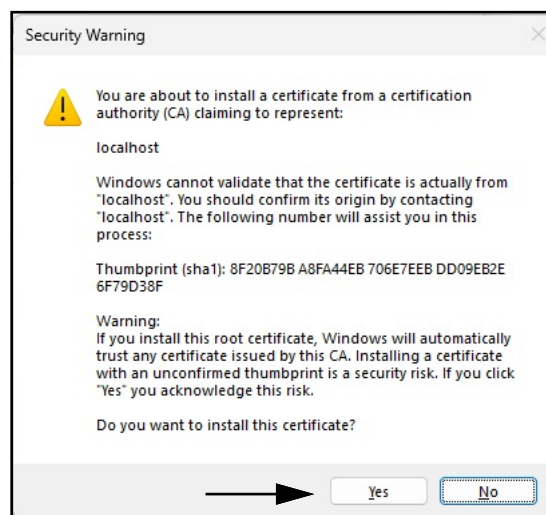 Security Warning
You are about to install a certificate from a certification
authority (CA) claiming to represent:
localhost
Windows cannot validate that the certificate is actually from
"localhost". You should confirm its origin by contacting
"localhost". The following number will assist you in this
process:
Thumbprint (sha1): 8F20B79B A8FA44EB 706E7EEB DD09EB2E
6F79D38F
Warning:
If you install this root certificate, Windows will automatically
trust any certificate issued by this CA. Installing a certificate
with an unconfirmed thumbprint is a security risk. If you click
"Yes" you acknowledge this risk.
Do you want to install this certificate?
Yes No